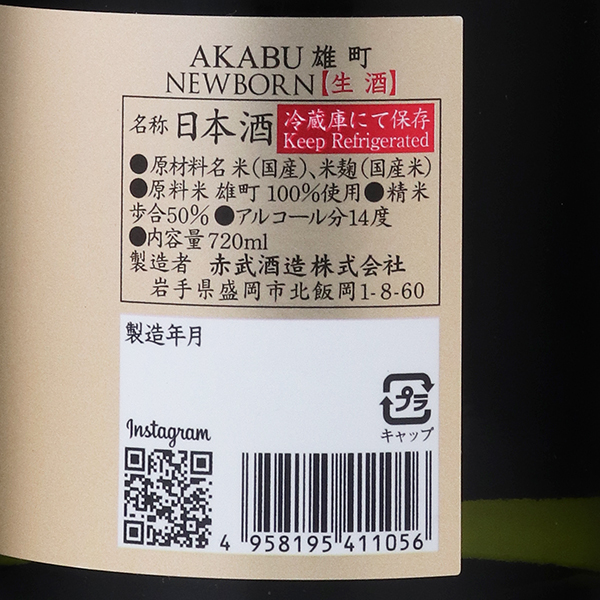 AKABU 雄町
NEWBORN【生酒】
名称 日本酒 冷蔵庫にて保存
Keep Refrigerated
●原材料名 米(国産)、米麹(国産米)
●原料米 雄町 100%使用●精米
歩合50% ●アルコール分14度
●内容量720ml
製造者 赤武酒造株式会社
岩手県盛岡市北飯岡1-8-60
製造年月
プラ
キャップ
Instagram
4 958195 411056